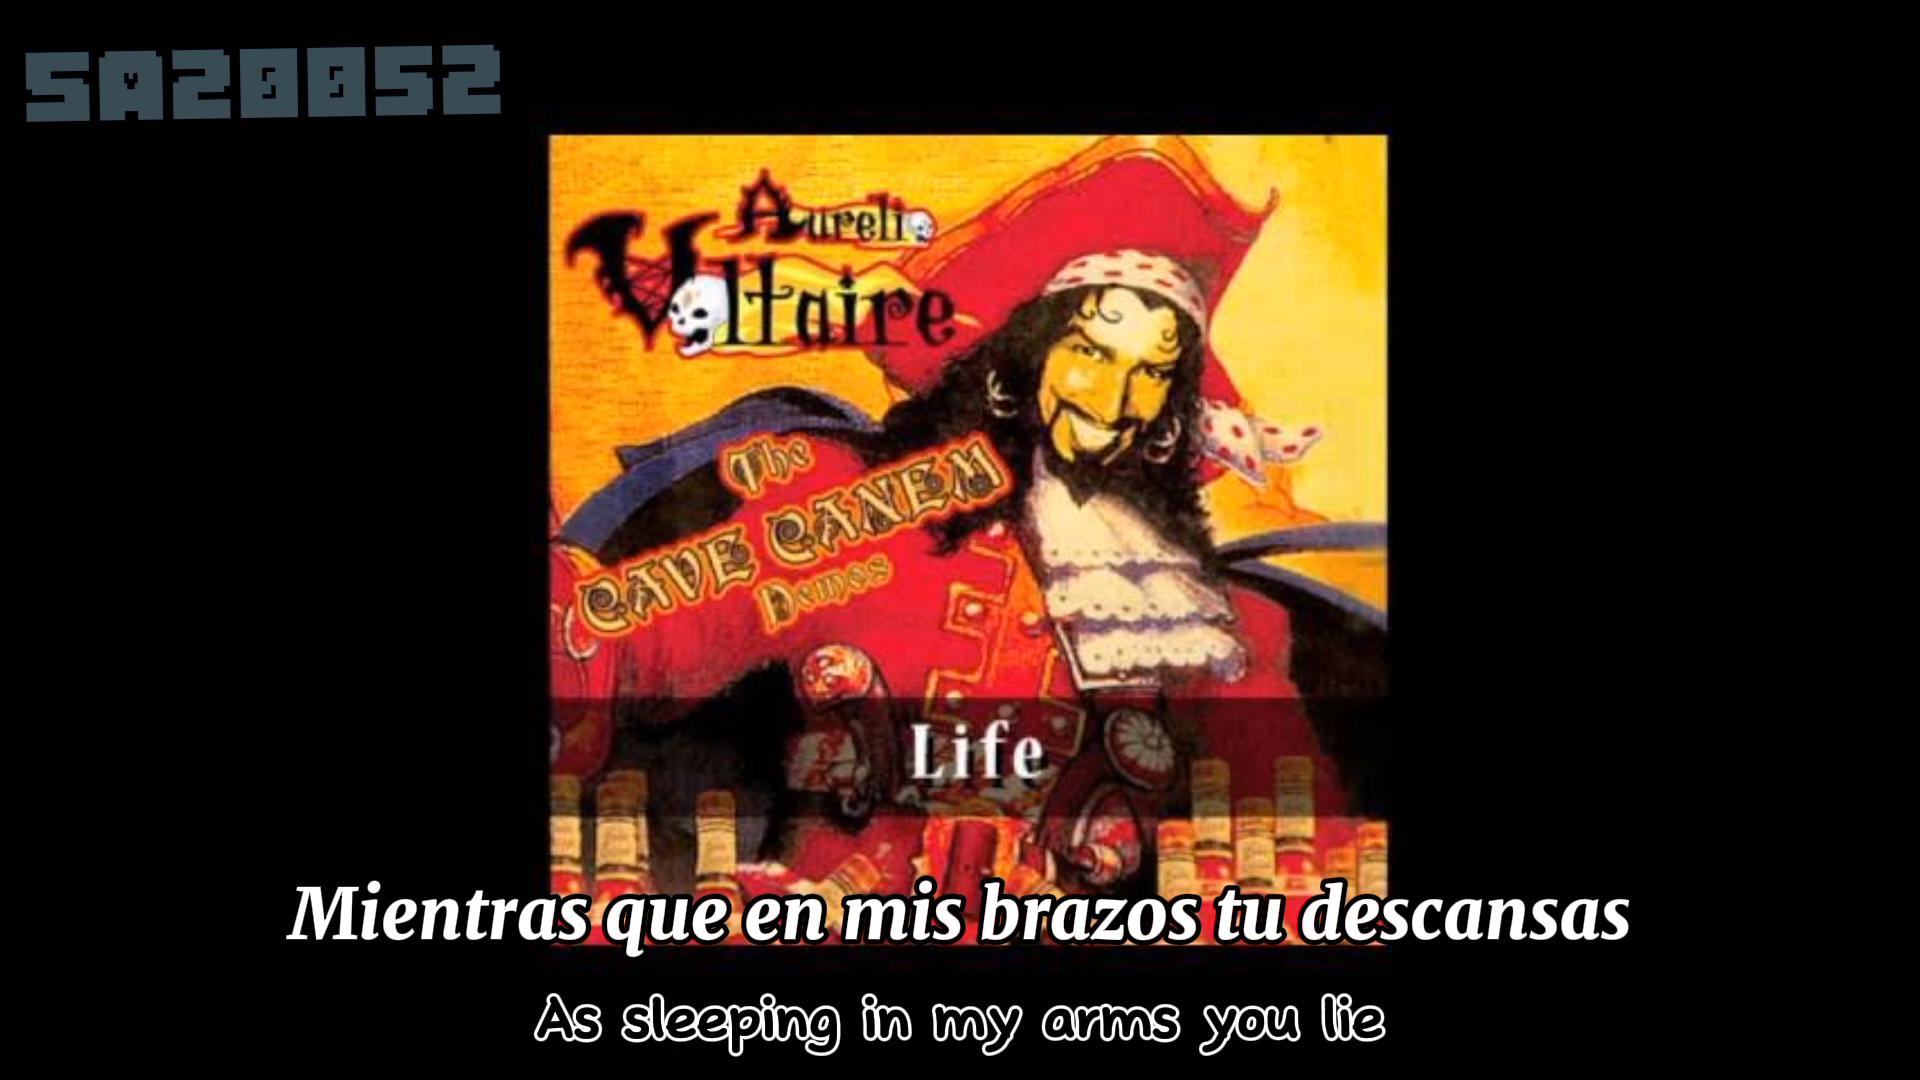 SA20052
Aurelio
Voltaire
The
CAVE CANEM
Demos
Life
Mientras que en mis brazos tu descansas
As sleeping in my arms you lie